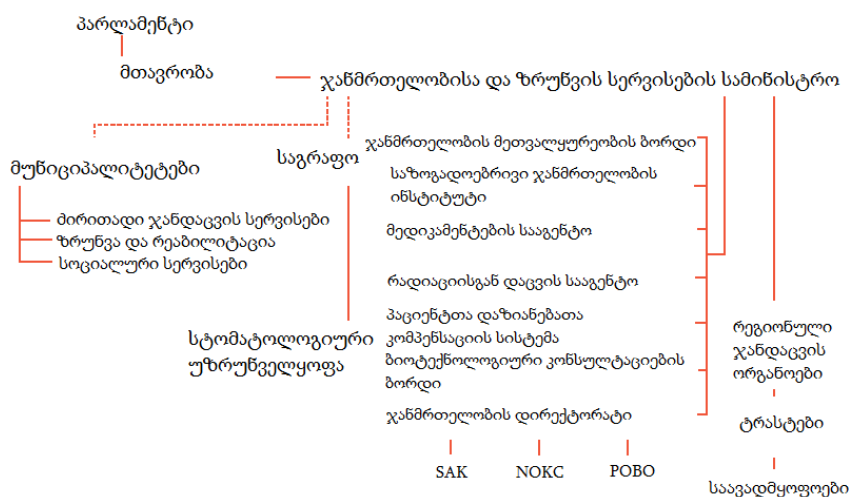 პარლამენტი
მთავრობა
ჯანმრთელობისა და ზრუნვის სერვისების სამინისტრო
მუნიციპალიტეტები
ძირითადი ჯანდაცვის სერვისები
ზრუნვა და რეაბილიტაცია
სოციალური სერვისები
საგრაფო
სტომატოლოგიური
უზრუნველყოფა
ჯანმრთელობის მეთვალყურეობის ბორდი
საზოგადოებრივი ჯანმრთელობის
ინსტიტუტი
მედიკამენტების სააგენტო
რადიაციისგან დაცვის სააგენტო
პაციენტთა დაზიანებათა
კომპენსაციის სისტემა
ბიოტექნოლოგიური კონსულტაციების
ბორდი
ჯანმრთელობის დირექტორატი
SAK
NOKC
POBO
რეგიონული
ჯანდაცვის
ორგანოები
ტრასტები
საავადმყოფოები